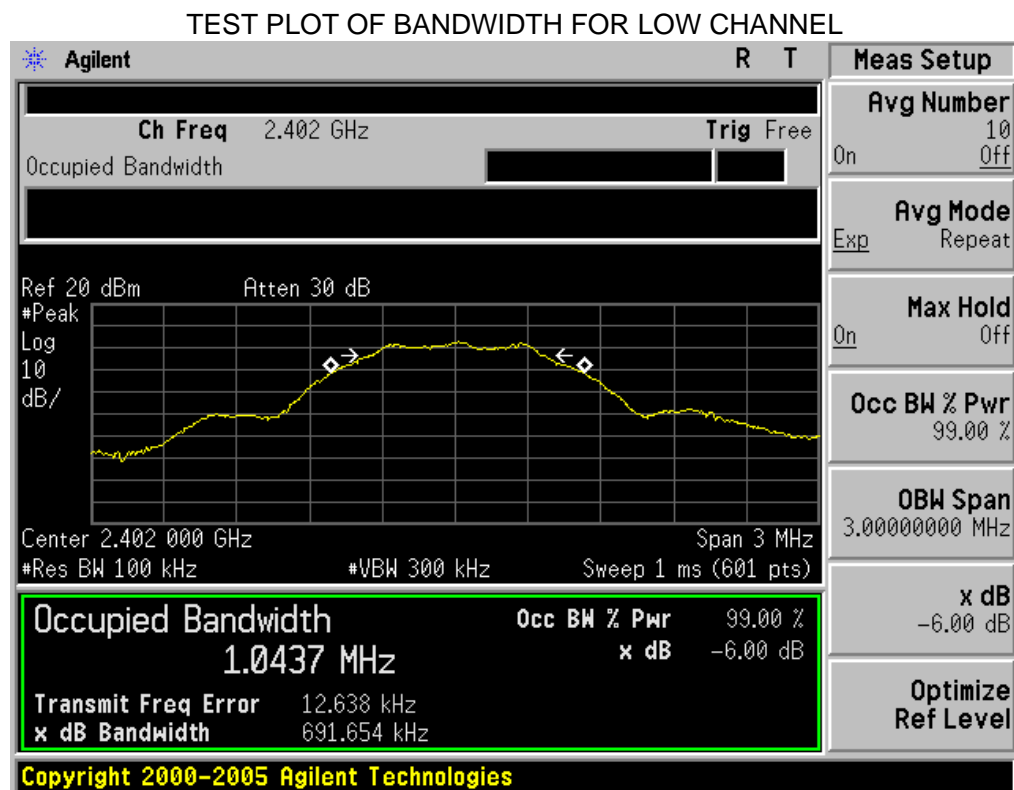 TEST PLOT OF BANDWIDTH FOR LOW CHANNEL
Agilent R T
Ch Freq 2.402 GHz Trig Free
Occupied Bandwidth
Ref 20 dBm Atten 30 dB
#Peak
Log
10
dB/
Center 2.402 000 GHz Span 3 MHz
#Res BW 100 kHz #VBW 300 kHz Sweep 1 ms (601 pts)
Occupied Bandwidth Occ BW % Pwr 99.00 %
1.0437 MHz x dB -6.00 dB
Transmit Freq Error 12.638 kHz
x dB Bandwidth 691.654 kHz
Copyright 2000-2005 Agilent Technologies
Meas Setup
Avg Number
10
On Off
Avg Mode
Exp Repeat
Max Hold
On Off
Occ BW % Pwr
99.00 %
OBW Span
3.00000000 MHz
x dB
-6.00 dB
Optimize
Ref Level